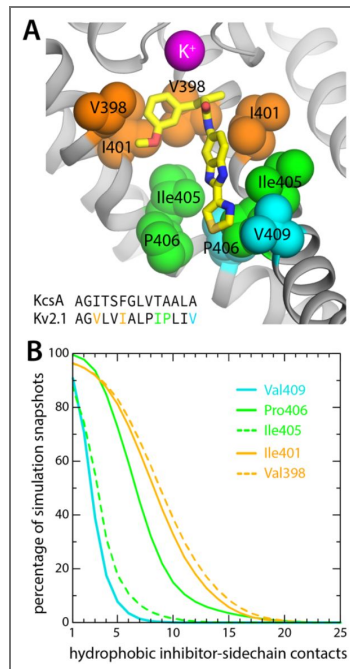 A
K+
V398
V398
I401
I401
Ile405
Ile405
P406
P406
V409
KcsA AGITSFGLVTAALA
Kv2.1 AGVLVIALPIPLIV
B
percentage of simulation snapshots
100
80
60
40
20
0
Val409
Pro406
Ile405
Ile401
Val398
1 5 10 15 20 25
hydrophobic inhibitor-sidechain contacts